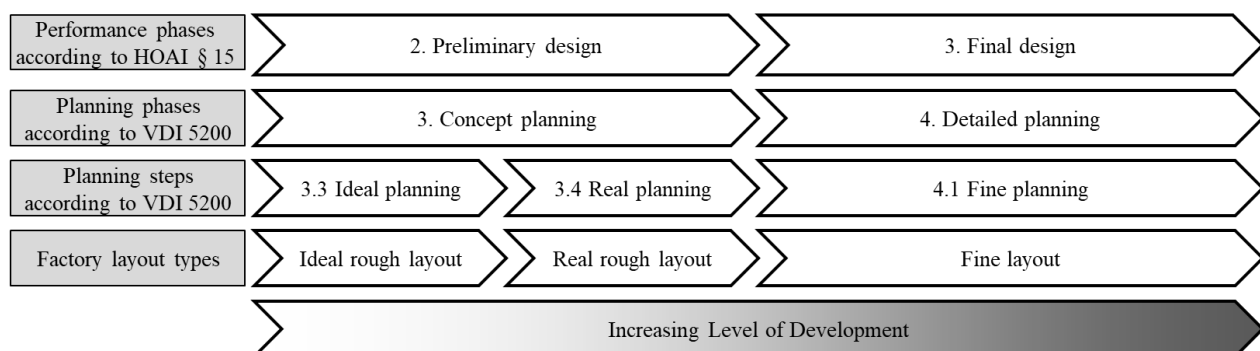 Performance phases
according to HOAI § 15
2. Preliminary design
3. Final design
Planning phases
according to VDI 5200
3. Concept planning
4. Detailed planning
Planning steps
according to VDI 5200
3.3 Ideal planning
3.4 Real planning
4.1 Fine planning
Factory layout types
Ideal rough layout
Real rough layout
Fine layout
Increasing Level of Development